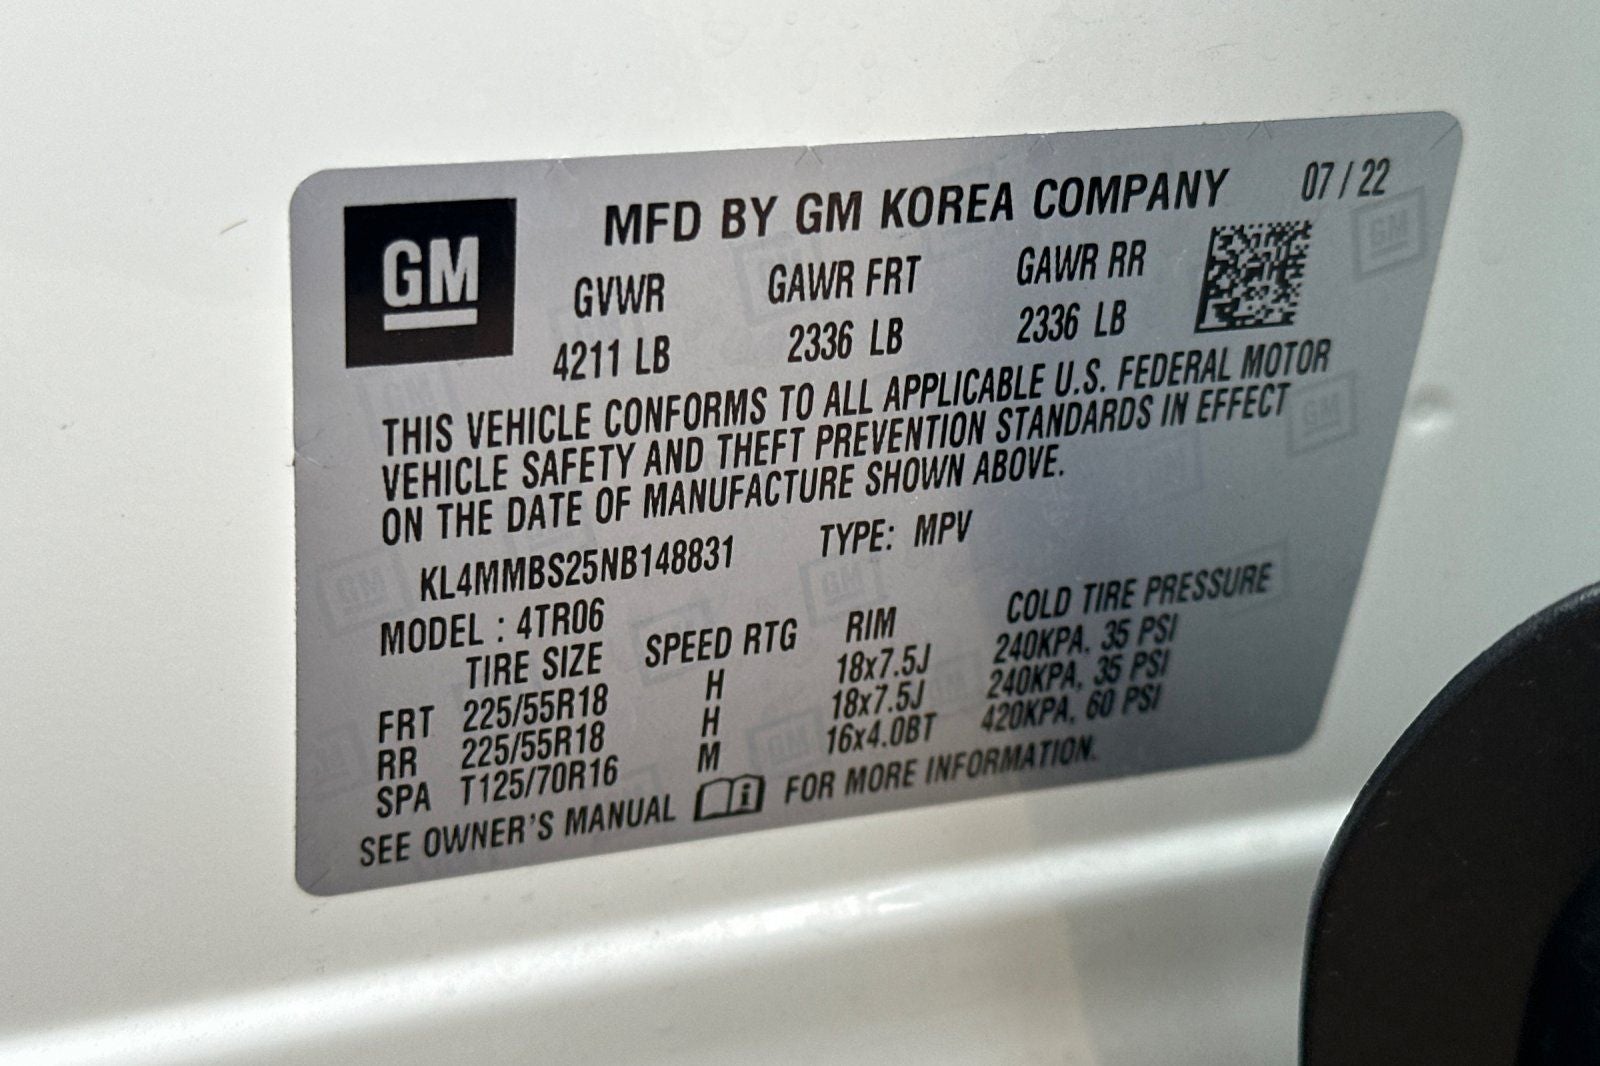 GM
MFD BY GM KOREA COMPANY 07/22
GVWR GAWR FRT GAWR RR
4211 LB 2336 LB 2336 LB
THIS VEHICLE CONFORMS TO ALL APPLICABLE U.S. FEDERAL MOTOR
VEHICLE SAFETY AND THEFT PREVENTION STANDARDS IN EFFECT
ON THE DATE OF MANUFACTURE SHOWN ABOVE.
KL4MMBS25NB148831 TYPE: MPV
MODEL : 4TR06
TIRE SIZE SPEED RTG RIM COLD TIRE PRESSURE
FRT 225/55R18 H 18x7.5J 240KPA, 35 PSI
RR 225/55R18 H 18x7.5J 240KPA, 35 PSI
SPA T125/70R16 M 16x4.0BT 420KPA, 60 PSI
SEE OWNER'S MANUAL i FOR MORE INFORMATION.